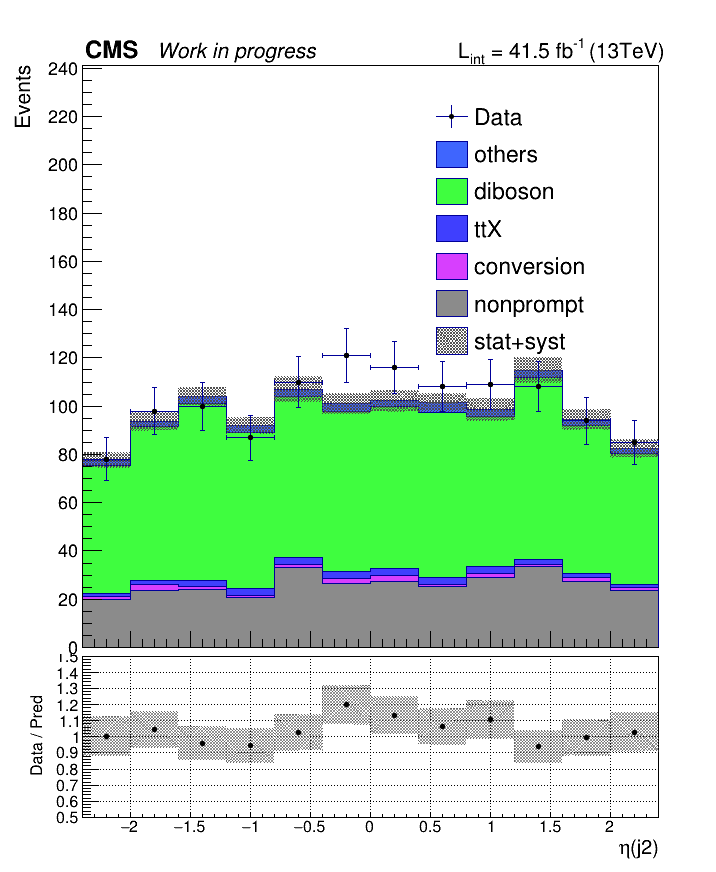 CMS Work in progress L_int = 41.5 fb^-1 (13TeV)
Events
240
220
200
180
160
140
120
100
80
60
40
20
0
Data
others
diboson
ttX
conversion
nonprompt
stat+syst
Data / Pred
1.5
1.4
1.3
1.2
1.1
1
0.9
0.8
0.7
0.6
0.5
−2 −1.5 −1 −0.5 0 0.5 1 1.5 2
η(j2)